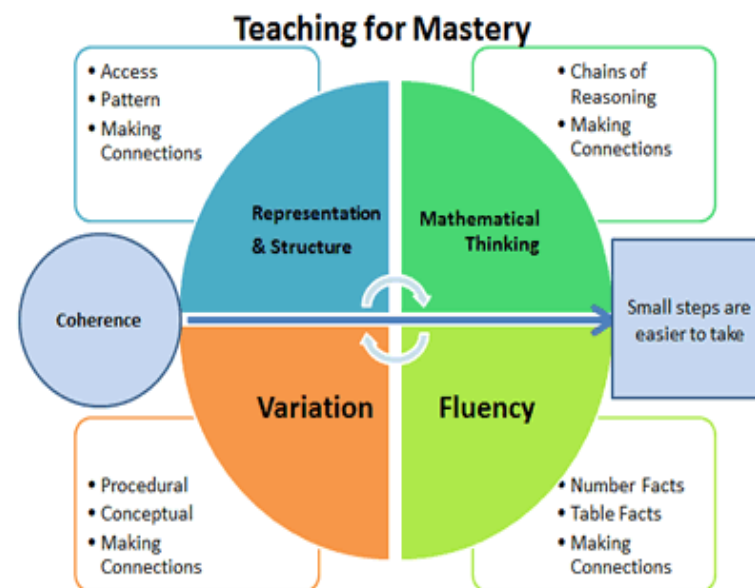 Teaching for Mastery
• Access
• Pattern
• Making
Connections
• Chains of
Reasoning
• Making
Connections
Representation
& Structure
Mathematical
Thinking
Coherence
Small steps are
easier to take
Variation
Fluency
• Procedural
• Conceptual
• Making
Connections
• Number Facts
• Table Facts
• Making
Connections